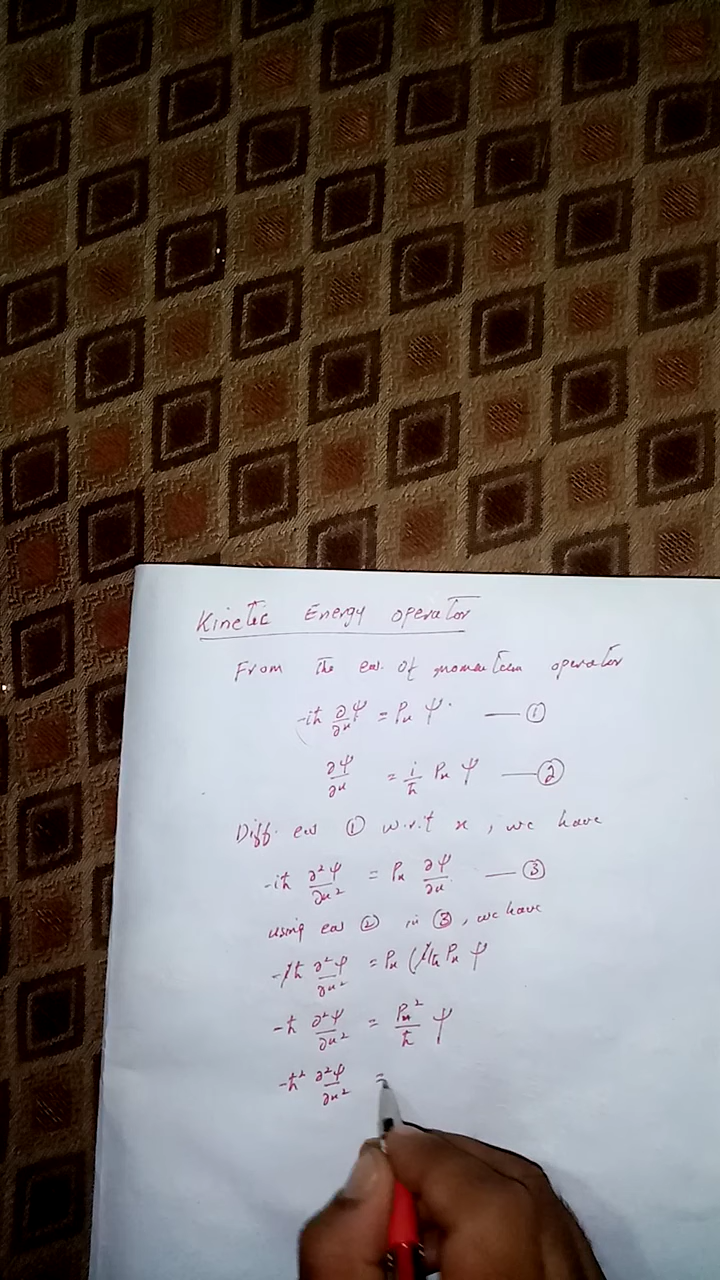 Kinetic Energy operator
From the eq. of momentum operator
-iħ ∂ψ/∂x = Px ψ. — ①
∂ψ/∂x = i/ħ Px ψ — ②
Diff. eq ① w.r.t x, we have
-iħ ∂²ψ/∂x² = Px ∂ψ/∂x — ③
using eq ② in ③, we have
-iħ ∂²ψ/∂x² = Px (i/ħ Px ψ
-ħ ∂²ψ/∂x² = Px²/ħ ψ
-ħ² ∂²ψ/∂x² =